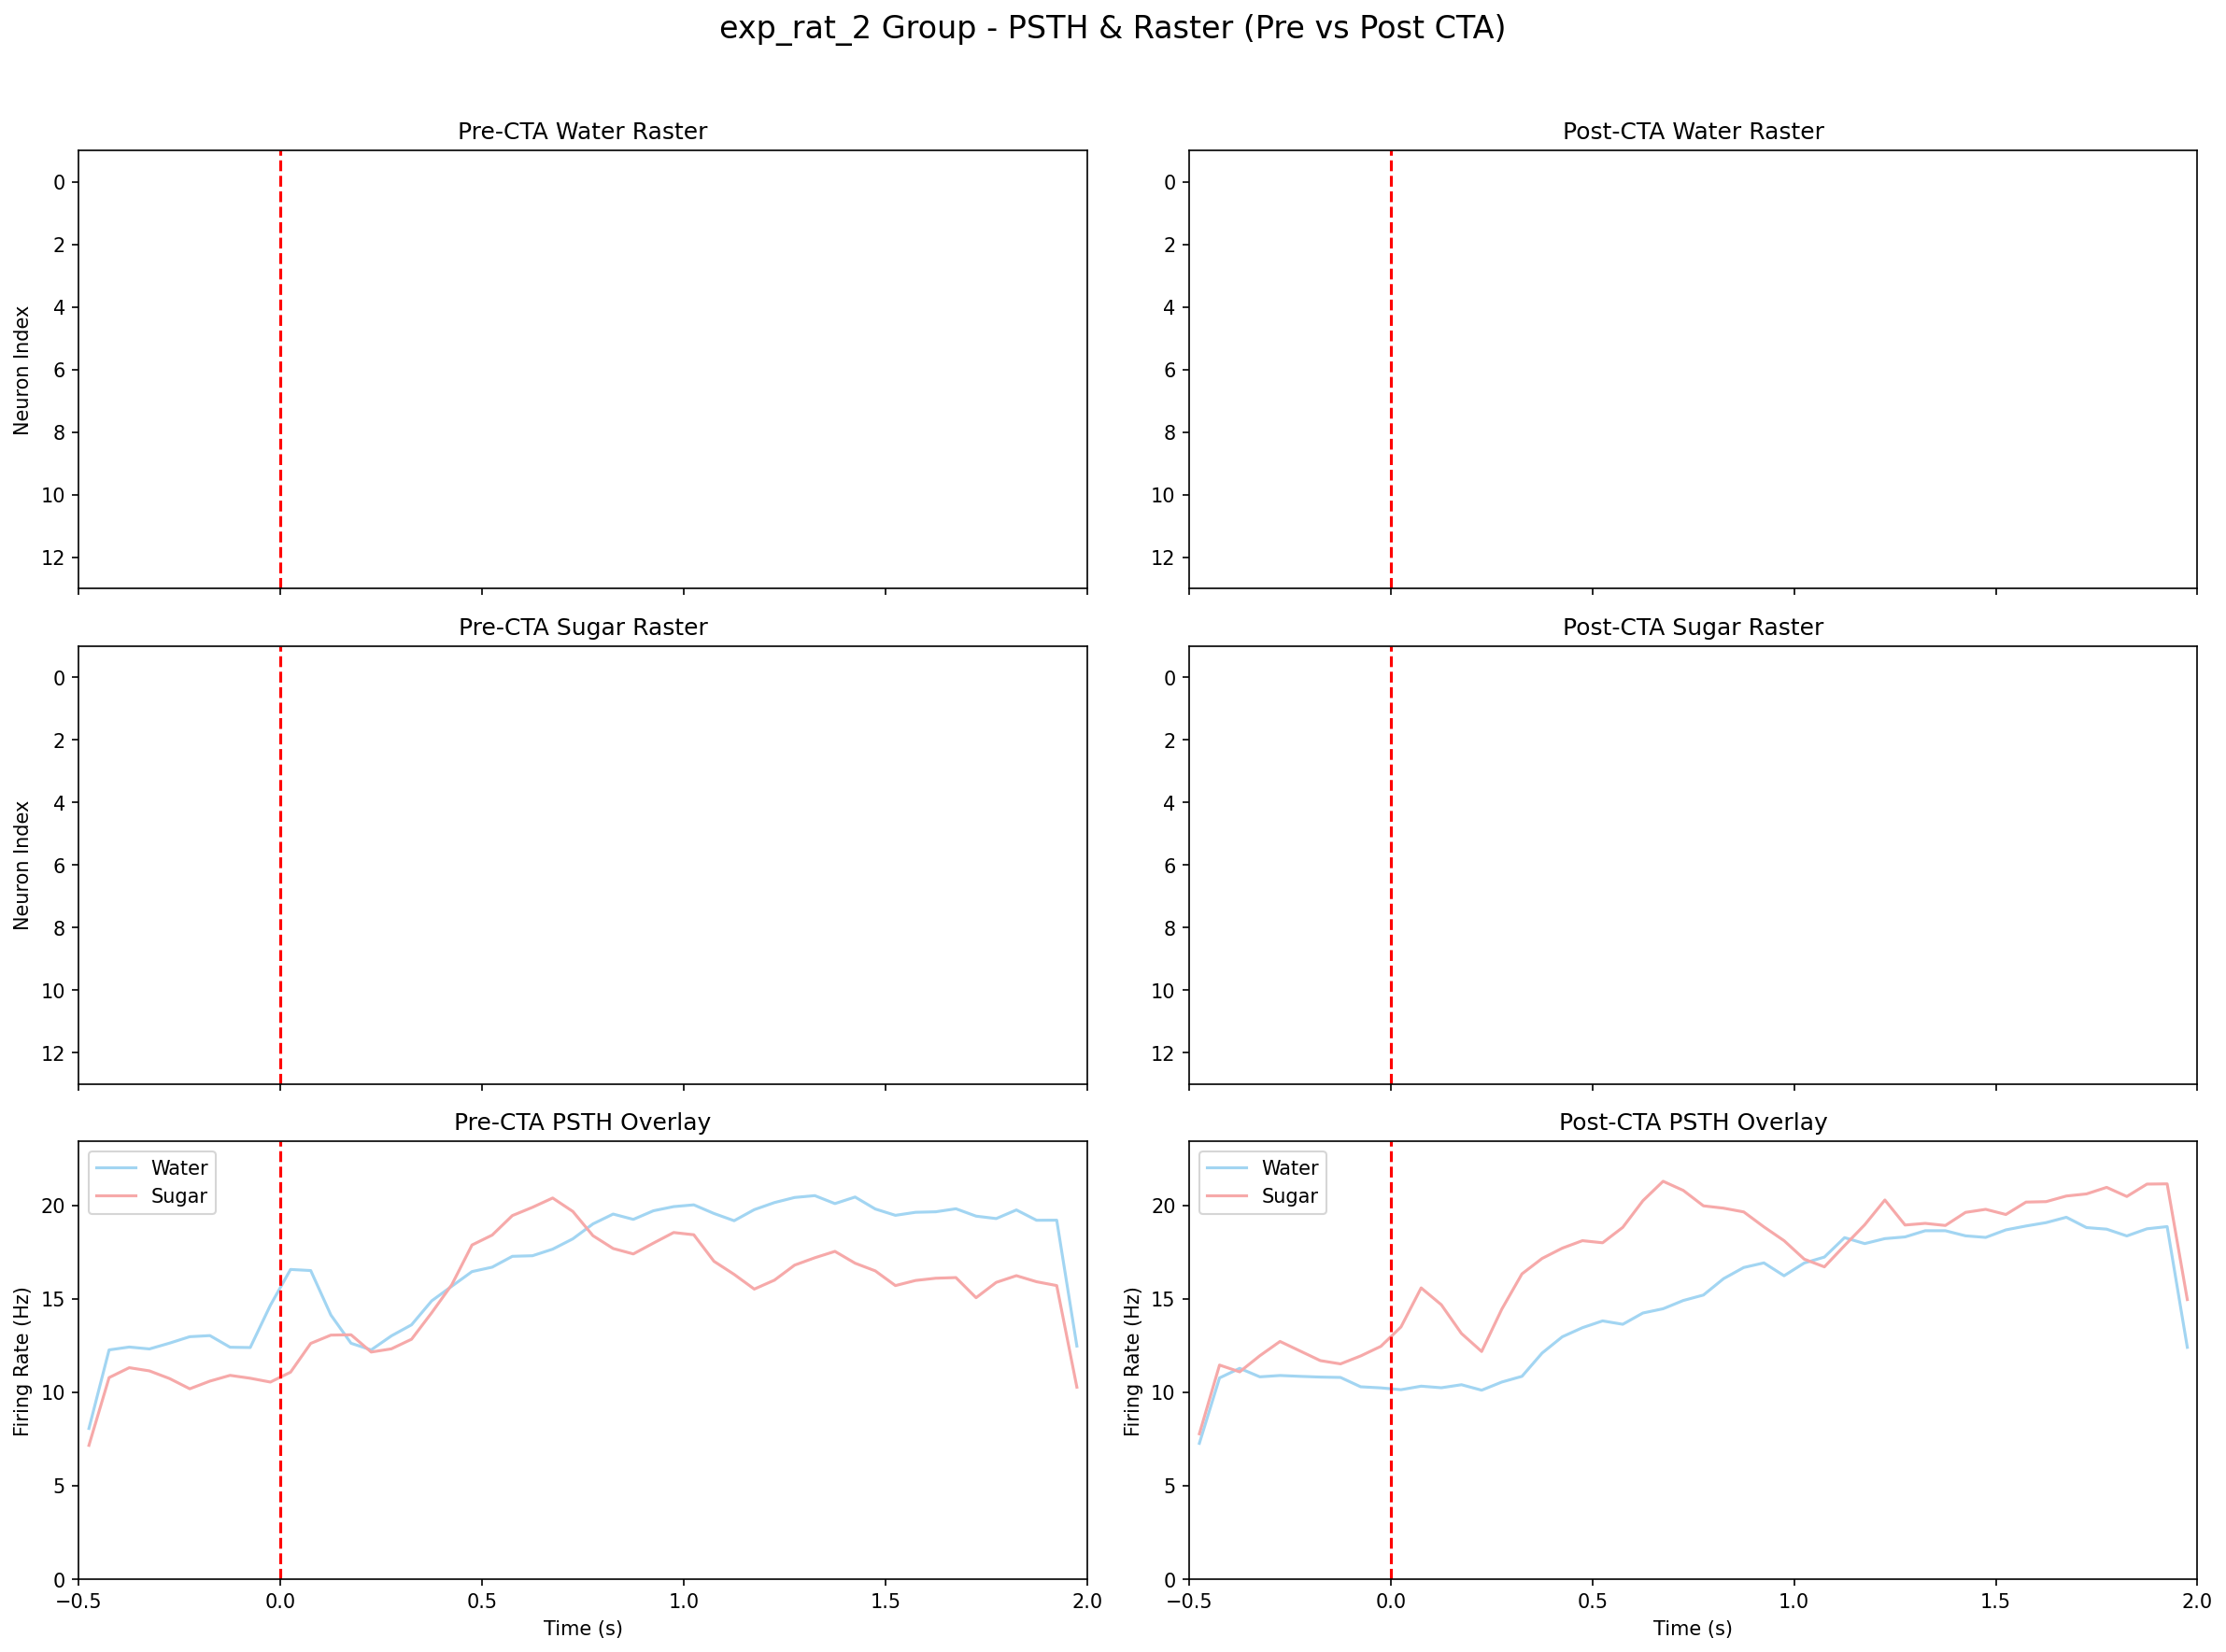 exp_rat_2 Group - PSTH & Raster (Pre vs Post CTA)
Pre-CTA Water Raster
Neuron Index
0
2
4
6
8
10
12
Post-CTA Water Raster
0
2
4
6
8
10
12
Pre-CTA Sugar Raster
Neuron Index
0
2
4
6
8
10
12
Post-CTA Sugar Raster
0
2
4
6
8
10
12
Pre-CTA PSTH Overlay
Water
Sugar
Firing Rate (Hz)
20
15
10
5
0
−0.5 0.0 0.5 1.0 1.5 2.0
Time (s)
Post-CTA PSTH Overlay
Water
Sugar
Firing Rate (Hz)
20
15
10
5
0
−0.5 0.0 0.5 1.0 1.5 2.0
Time (s)